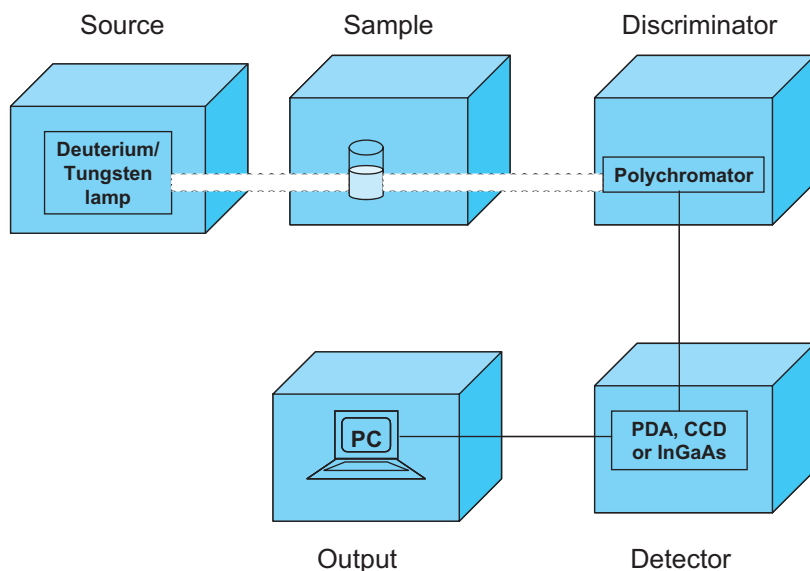 Source
Sample
Discriminator
Deuterium/
Tungsten
lamp
Polychromator
PC
PDA, CCD
or InGaAs
Output
Detector